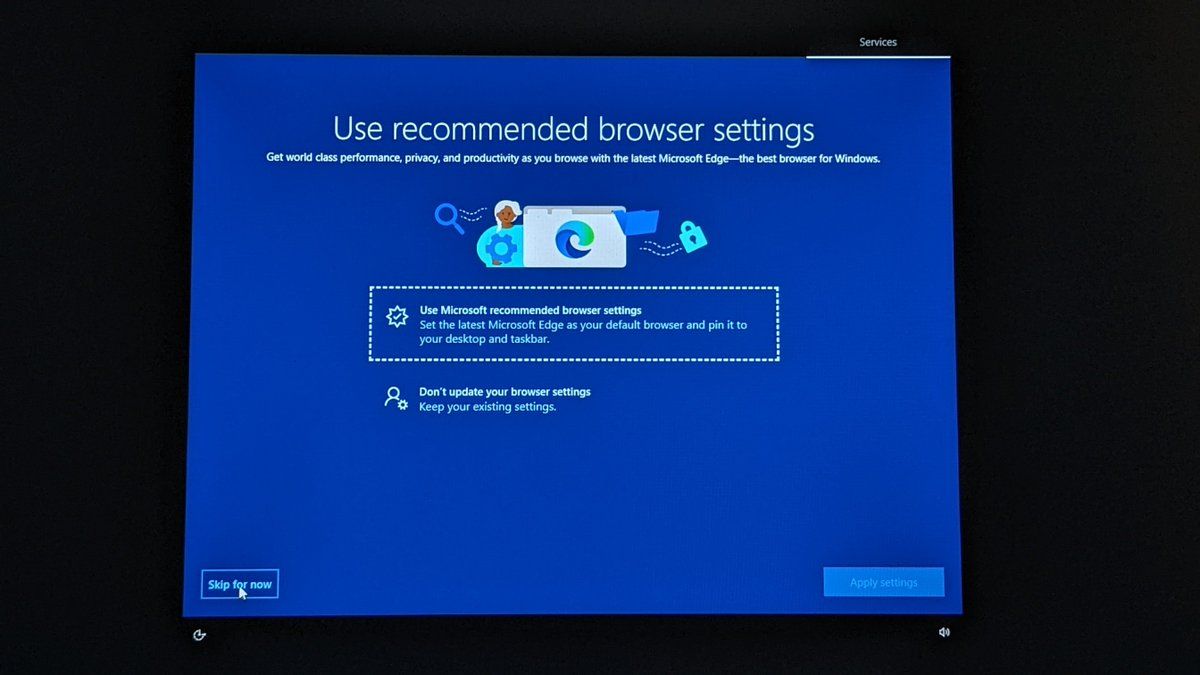 Services
Use recommended browser settings
Get world class performance, privacy, and productivity as you browse with the latest Microsoft Edge—the best browser for Windows.
Use Microsoft recommended browser settings
Set the latest Microsoft Edge as your default browser and pin it to
your desktop and taskbar.
Don't update your browser settings
Keep your existing settings.
Skip for now
Apply settings